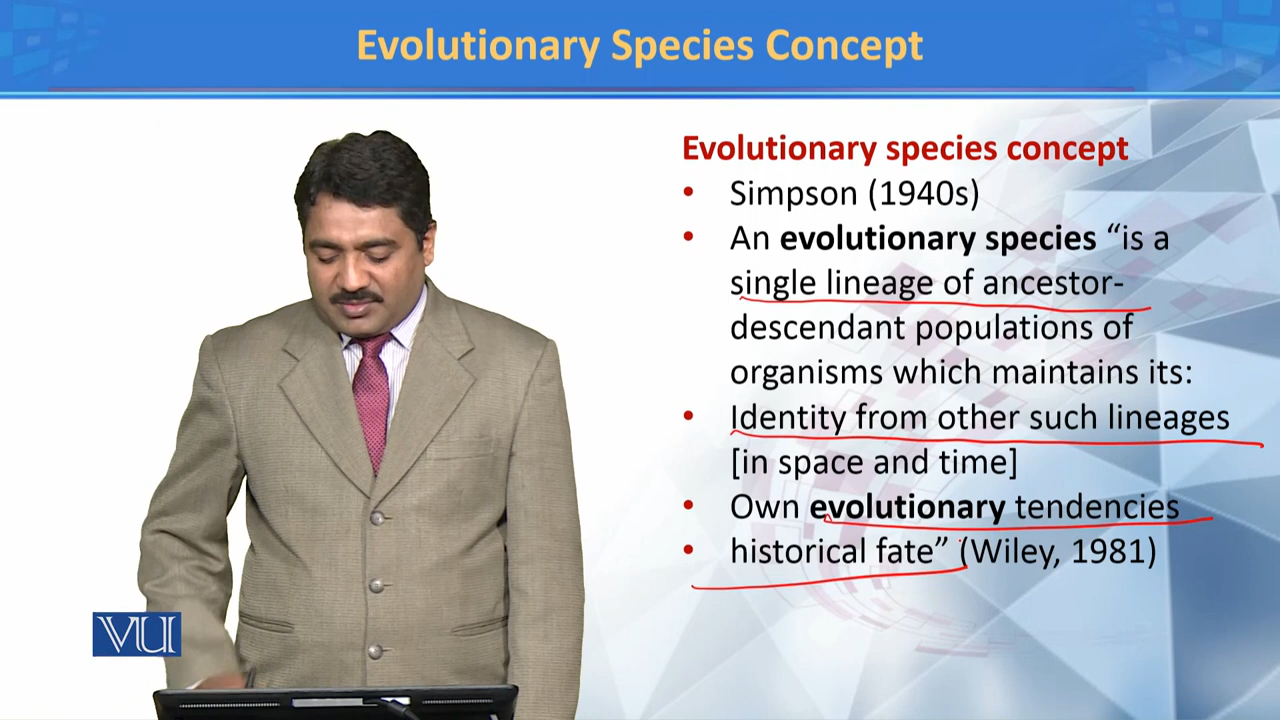 Evolutionary Species Concept
Evolutionary species concept
• Simpson (1940s)
• An evolutionary species “is a
single lineage of ancestor-
descendant populations of
organisms which maintains its:
• Identity from other such lineages
[in space and time]
• Own evolutionary tendencies
• historical fate” (Wiley, 1981)
VU